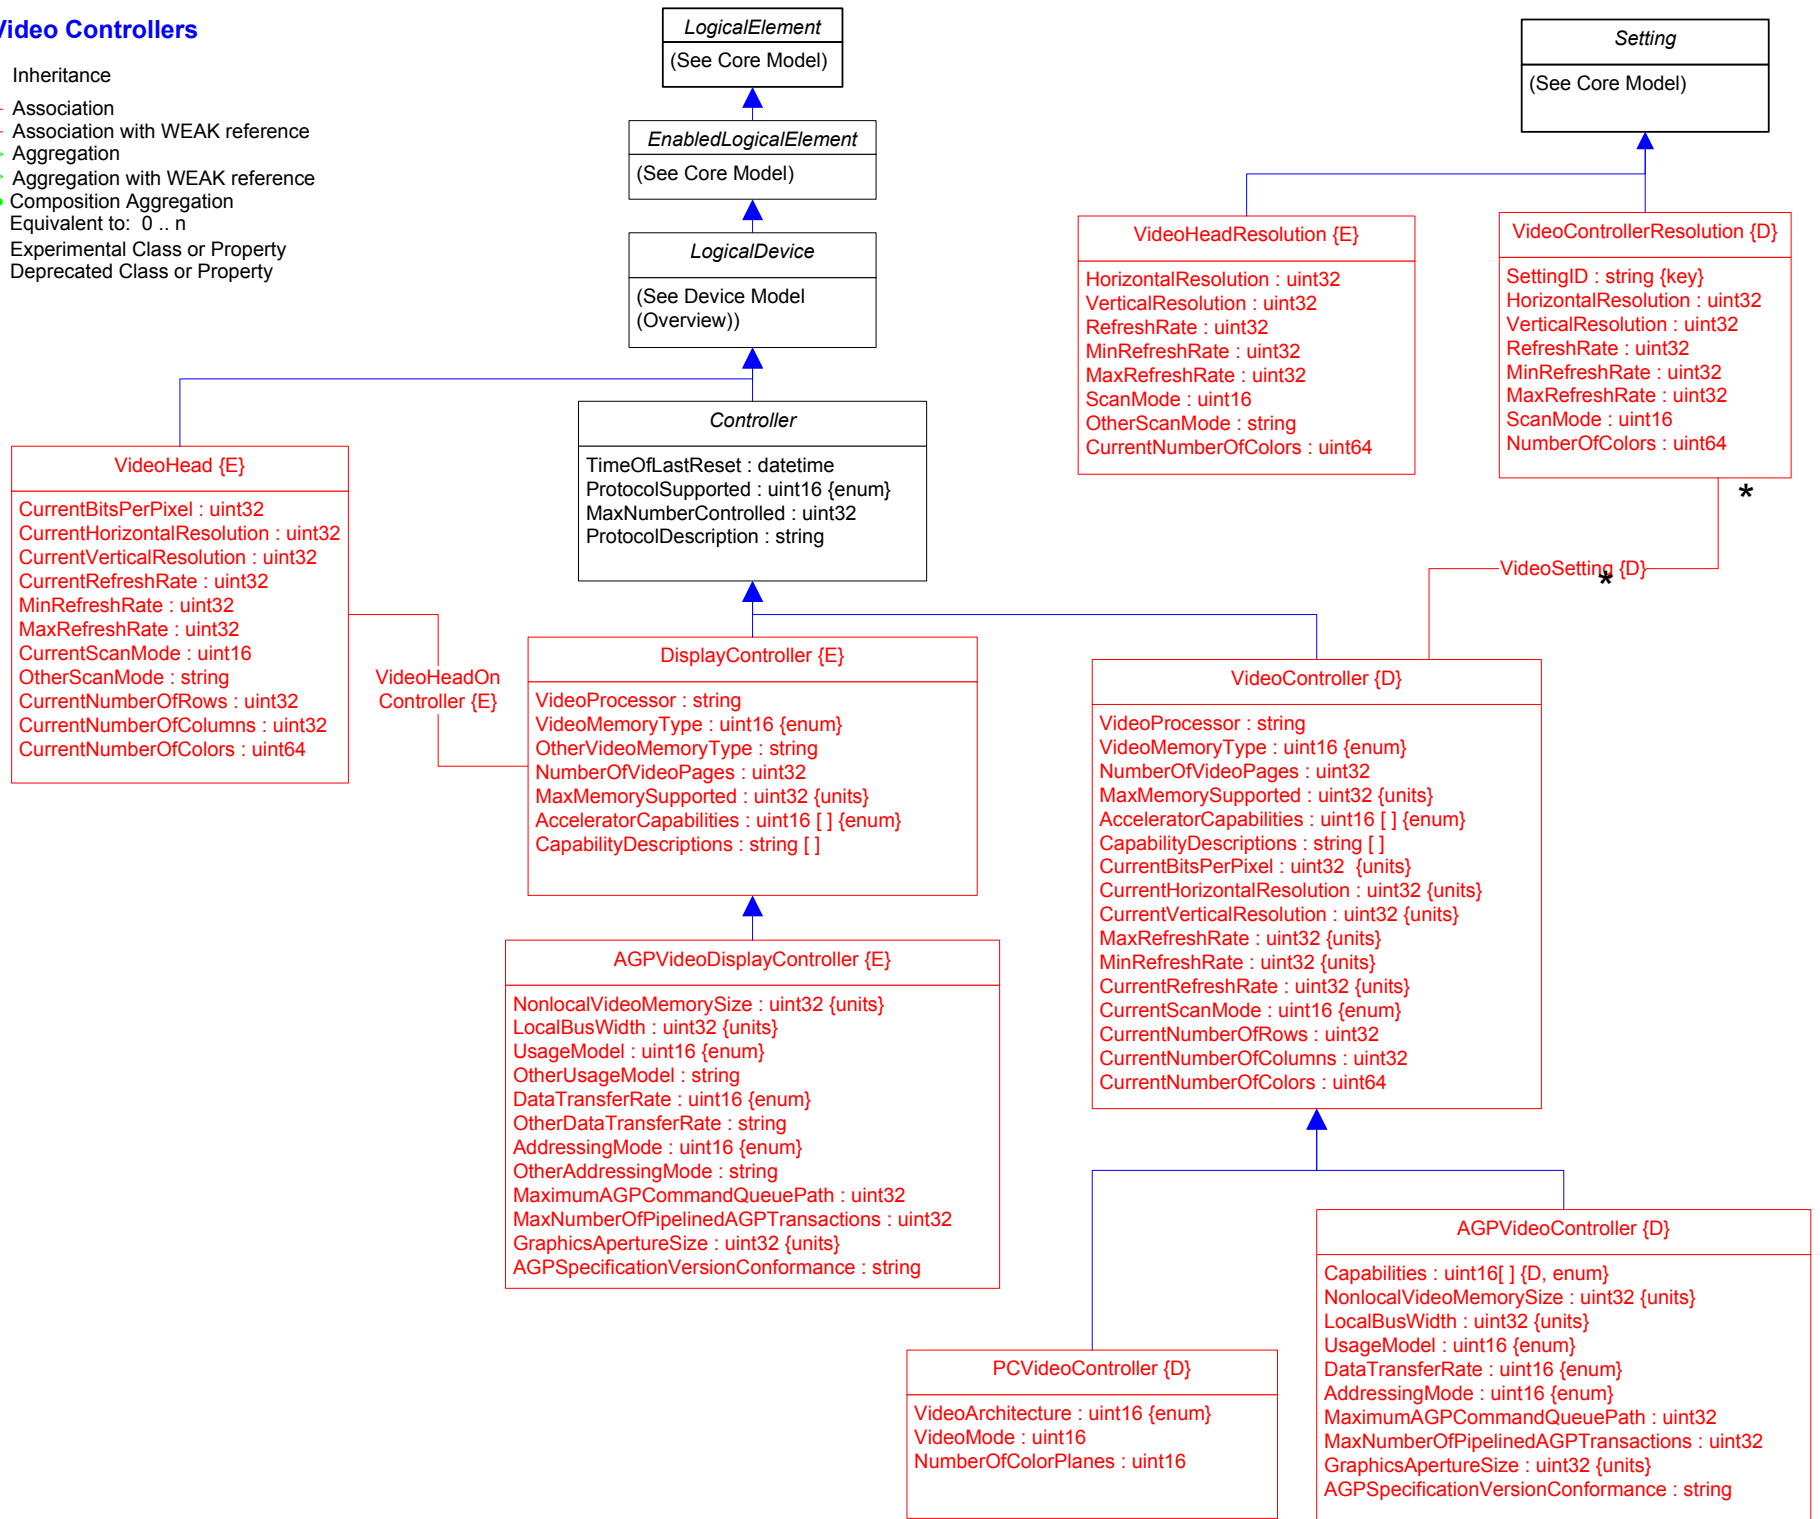 Video Controllers
Inheritance
Association
Association with WEAK reference
Aggregation
Aggregation with WEAK reference
Composition Aggregation
Equivalent to: 0 .. n
Experimental Class or Property
Deprecated Class or Property
LogicalElement
(See Core Model)
EnabledLogicalElement
(See Core Model)
LogicalDevice
(See Device Model
(Overview))
Setting
(See Core Model)
VideoHeadResolution {E}
HorizontalResolution : uint32
VerticalResolution : uint32
RefreshRate : uint32
MinRefreshRate : uint32
MaxRefreshRate : uint32
ScanMode : uint16
OtherScanMode : string
CurrentNumberOfColors : uint64
VideoControllerResolution {D}
SettingID : string {key}
HorizontalResolution : uint32
VerticalResolution : uint32
RefreshRate : uint32
MinRefreshRate : uint32
MaxRefreshRate : uint32
ScanMode : uint16
NumberOfColors : uint64
*
VideoSetting {D}
*
Controller
TimeOfLastReset : datetime
ProtocolSupported : uint16 {enum}
MaxNumberControlled : uint32
ProtocolDescription : string
VideoHead {E}
CurrentBitsPerPixel : uint32
CurrentHorizontalResolution : uint32
CurrentVerticalResolution : uint32
CurrentRefreshRate : uint32
MinRefreshRate : uint32
MaxRefreshRate : uint32
CurrentScanMode : uint16
OtherScanMode : string
CurrentNumberOfRows : uint32
CurrentNumberOfColumns : uint32
CurrentNumberOfColors : uint64
VideoHeadOn
Controller {E}
DisplayController {E}
VideoProcessor : string
VideoMemoryType : uint16 {enum}
OtherVideoMemoryType : string
NumberOfVideoPages : uint32
MaxMemorySupported : uint32 {units}
AcceleratorCapabilities : uint16 [ ] {enum}
CapabilityDescriptions : string [ ]
VideoController {D}
VideoProcessor : string
VideoMemoryType : uint16 {enum}
NumberOfVideoPages : uint32
MaxMemorySupported : uint32 {units}
AcceleratorCapabilities : uint16 [ ] {enum}
CapabilityDescriptions : string [ ]
CurrentBitsPerPixel : uint32 {units}
CurrentHorizontalResolution : uint32 {units}
CurrentVerticalResolution : uint32 {units}
MaxRefreshRate : uint32 {units}
MinRefreshRate : uint32 {units}
CurrentRefreshRate : uint32 {units}
CurrentScanMode : uint16 {enum}
CurrentNumberOfRows : uint32
CurrentNumberOfColumns : uint32
CurrentNumberOfColors : uint64
AGPVideoDisplayController {E}
NonlocalVideoMemorySize : uint32 {units}
LocalBusWidth : uint32 {units}
UsageModel : uint16 {enum}
OtherUsageModel : string
DataTransferRate : uint16 {enum}
OtherDataTransferRate : string
AddressingMode : uint16 {enum}
OtherAddressingMode : string
MaximumAGPCommandQueuePath : uint32
MaxNumberOfPipelinedAGPTransactions : uint32
GraphicsApertureSize : uint32 {units}
AGPSpecificationVersionConformance : string
PCVideoController {D}
VideoArchitecture : uint16 {enum}
VideoMode : uint16
NumberOfColorPlanes : uint16
AGPVideoController {D}
Capabilities : uint16[ ] {D, enum}
NonlocalVideoMemorySize : uint32 {units}
LocalBusWidth : uint32 {units}
UsageModel : uint16 {enum}
DataTransferRate : uint16 {enum}
AddressingMode : uint16 {enum}
MaximumAGPCommandQueuePath : uint32
MaxNumberOfPipelinedAGPTransactions : uint32
GraphicsApertureSize : uint32 {units}
AGPSpecificationVersionConformance : string